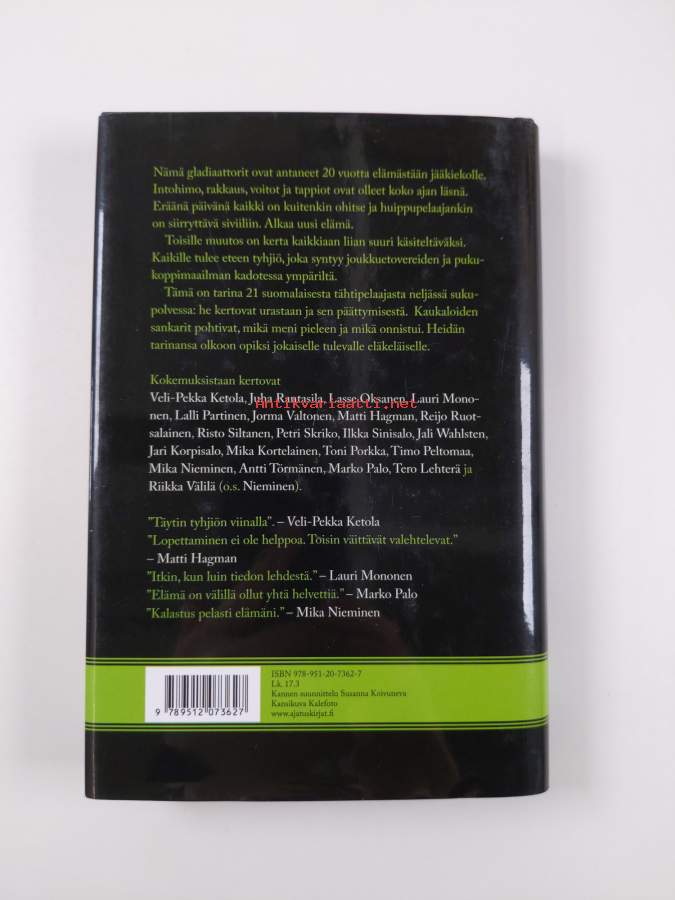 Nämä gladiaattorit ovat antaneet 20 vuotta elämästään jääkiekolle.
Intohimo, rakkaus, voitot ja tappiot ovat olleet koko ajan läsnä.
Eräänä päivänä kaikki on kuitenkin ohitse ja huippupelaajankin
on siirryttävä siviiliin. Alkaa uusi elämä.
Toisille muutos on kerta kaikkiaan liian suuri käsiteltäväksi.
Kaikille tulee eteen tyhjiö, joka syntyy joukkuetovereiden ja puku-
koppimaailman kadotessa ympäriltä.
Tämä on tarina 21 suomalaisesta tähtipelaajasta neljässä suku-
polvessa: he kertovat urastaan ja sen päättymisestä. Kaukaloiden
sankarit pohtivat, mikä meni pieleen ja mikä onnistui. Heidän
tarinansa olkoon opiksi jokaiselle tulevalle eläkeläiselle.
Kokemuksistaan kertovat
Veli-Pekka Ketola, Juha Rantasila, Lasse Oksanen, Lauri Mono-
Antikvariaatti.net
nen, Lalli Partinen, Jorma Valtonen, Matti Hagman, Reijo Ruot-
salainen, Risto Siltanen, Petri Skriko, Ilkka Sinisalo, Jali Wahlsten,
Jari Korpisalo, Mika Kortelainen, Toni Porkka, Timo Peltomaa,
Mika Nieminen, Antti Törmänen, Marko Palo, Tero Lehterä ja
Riikka Välilä (o.s. Nieminen).
"Täytin tyhjiön viinalla". – Veli-Pekka Ketola
"Lopettaminen ei ole helppoa. Toisin väittävät valehtelevat."
– Matti Hagman
"Itkin, kun luin tiedon lehdestä." – Lauri Mononen
"Elämä on välillä ollut yhtä helvettiä." – Marko Palo
"Kalastus pelasti elämäni." – Mika Nieminen
ISBN 978-951-20-7362-7
Lk. 17.3
Kannen suunnittelu Susanna Koivuneva
Kansikuva Kalefoto
www.ajatuskirjat.fi
9 789512 073627